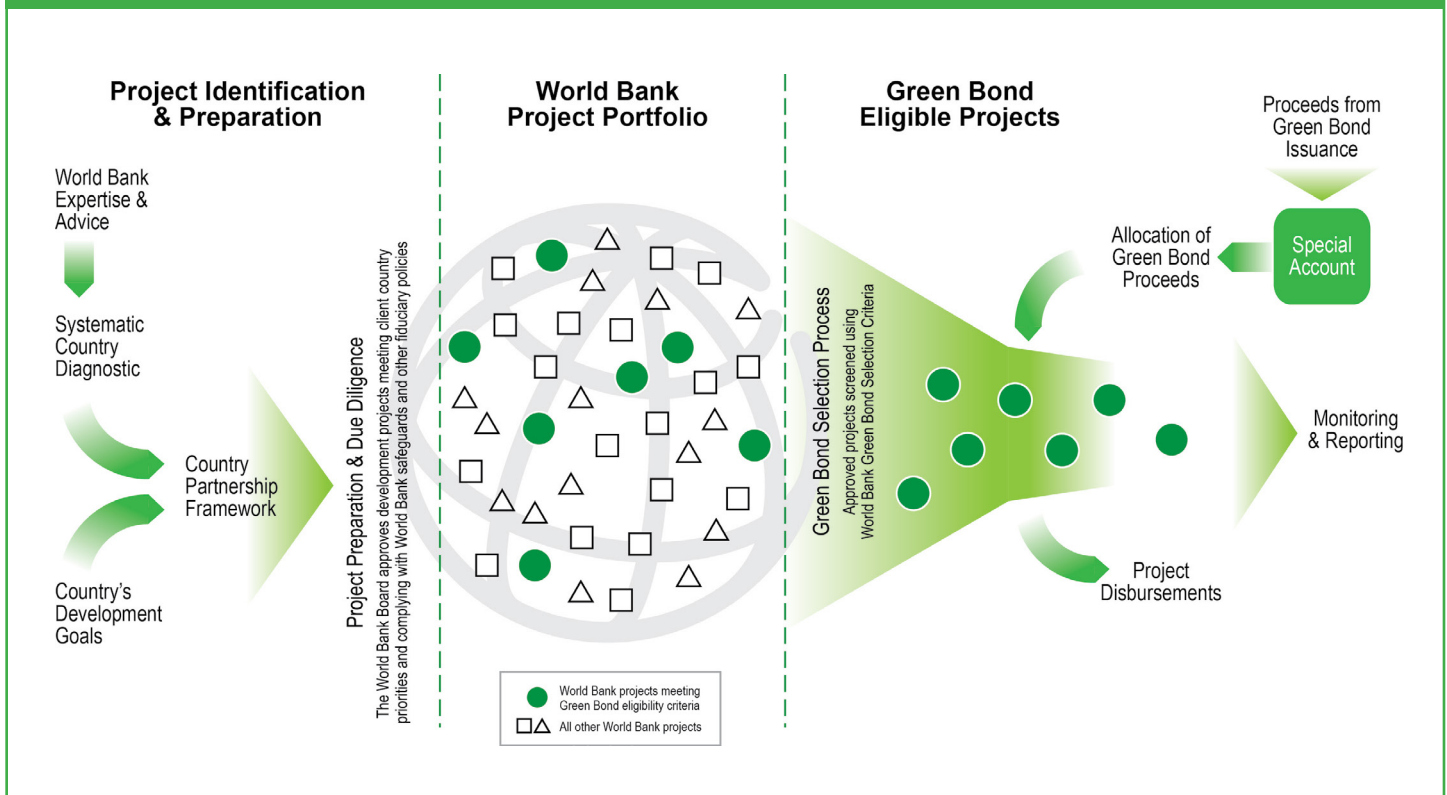 Project Identification
& Preparation
World Bank
Expertise &
Advice
Systematic
Country
Diagnostic
Country
Partnership
Framework
Country's
Development
Goals
Project Preparation & Due Diligence
The World Bank Board approves development projects meeting client country
priorities and complying with World Bank safeguards and other fiduciary policies
World Bank
Project Portfolio
World Bank projects meeting
Green Bond eligibility criteria
All other World Bank projects
Green Bond
Eligible Projects
Green Bond Selection Process
Approved projects screened using
World Bank Green Bond Selection Criteria
Proceeds from
Green Bond
Issuance
Special
Account
Allocation of
Green Bond
Proceeds
Project
Disbursements
Monitoring
& Reporting